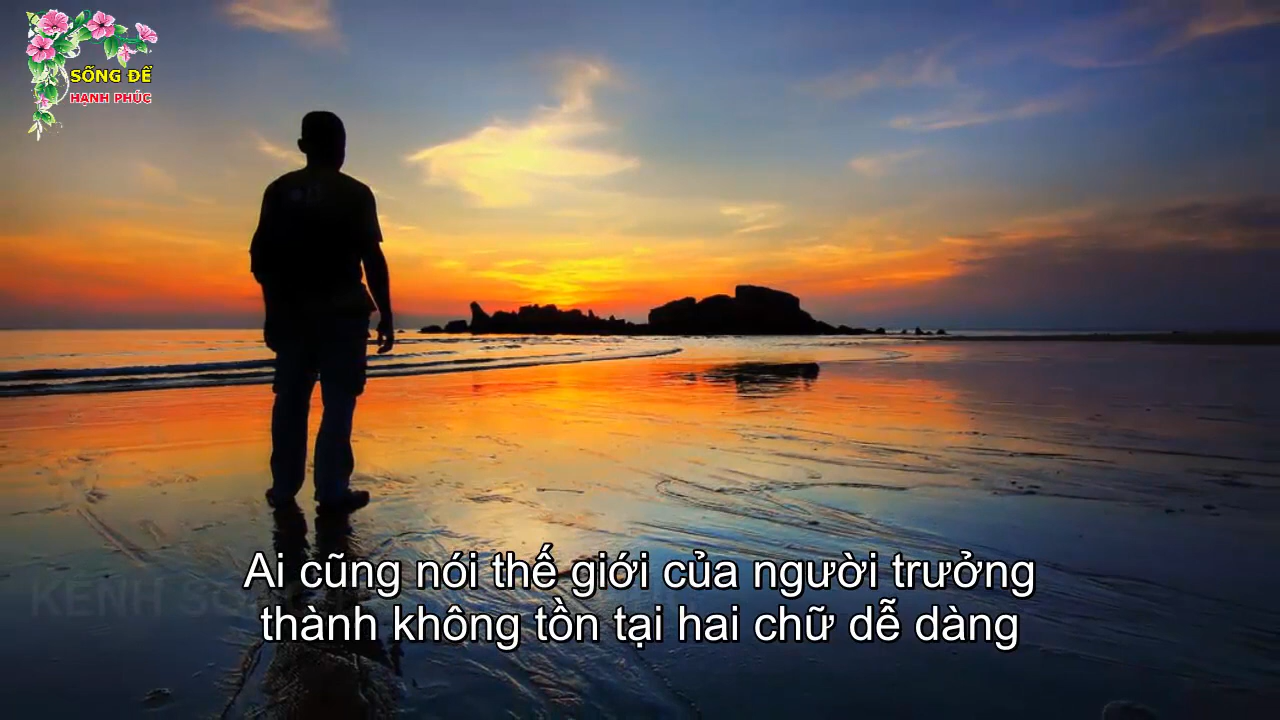 SỐNG ĐỂ
HẠNH PHÚC
Ai cũng nói thế giới của người trưởng
thành không tồn tại hai chữ dễ dàng
KÊNH